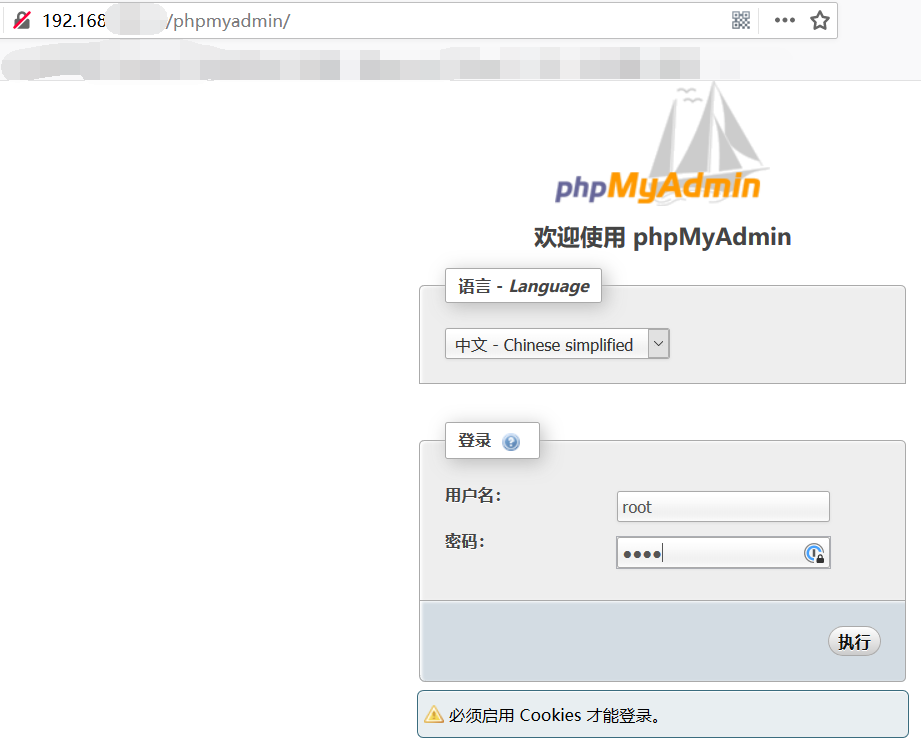 192.168 /phpmyadmin/
phpMyAdmin
欢迎使用 phpMyAdmin
语言 - Language
中文 - Chinese simplified
登录
用户名：
root
密码：
••••
执行
必须启用 Cookies 才能登录。